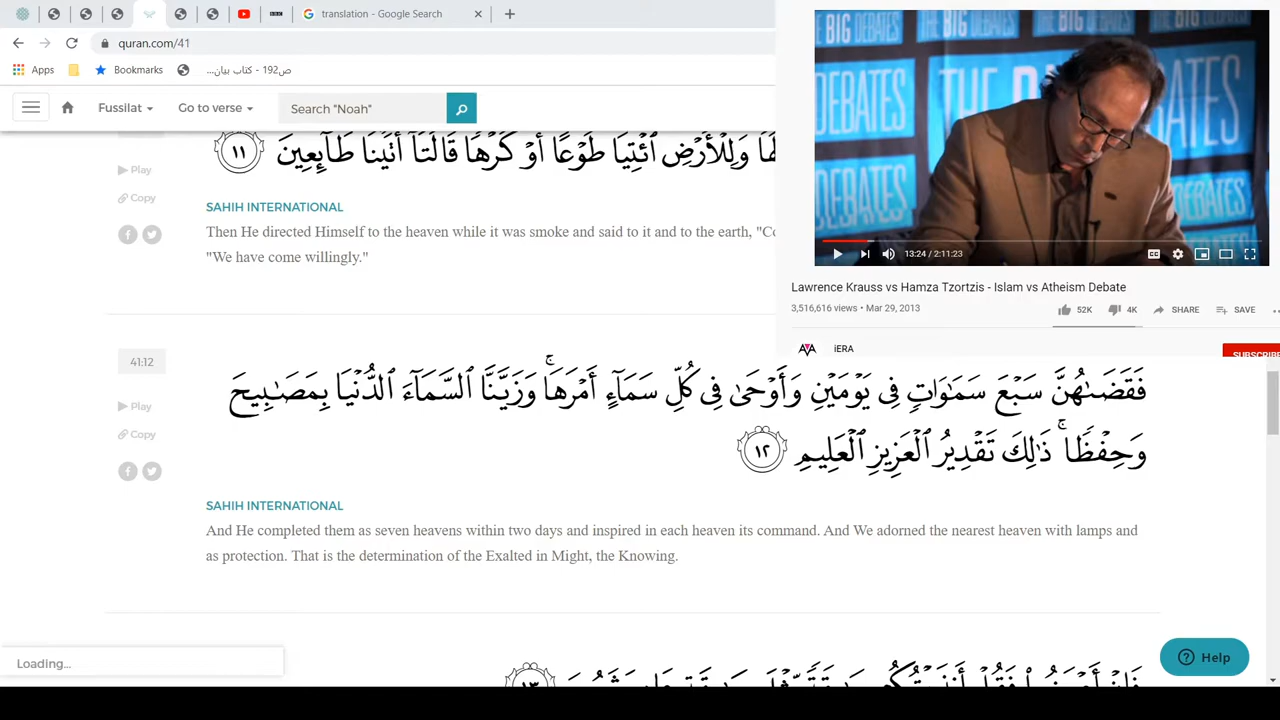 translation - Google Search
quran.com/41
Apps
Bookmarks
ص192 - كتاب بيان...
Fussilat
Go to verse
Search "Noah"
وَلِلْأَرْضِ ٱئْتِيَا طَوْعًا أَوْ كَرْهًا قَالَتَآ أَتَيْنَا طَآئِعِينَ ١١
Play
Copy
SAHIH INTERNATIONAL
Then He directed Himself to the heaven while it was smoke and said to it and to the earth,
"We have come willingly."
41:12
فَقَضَىٰهُنَّ سَبْعَ سَمَٰوَاتٍ فِى يَوْمَيْنِ وَأَوْحَىٰ فِى كُلِّ سَمَآءٍ أَمْرَهَا ۚ وَزَيَّنَّا ٱلسَّمَآءَ ٱلدُّنْيَا بِمَصَٰبِيحَ
وَحِفْظًا ۚ ذَٰلِكَ تَقْدِيرُ ٱلْعَزِيزِ ٱلْعَلِيمِ ١٢
Play
Copy
SAHIH INTERNATIONAL
And He completed them as seven heavens within two days and inspired in each heaven its command. And We adorned the nearest heaven with lamps and
as protection. That is the determination of the Exalted in Might, the Knowing.
Loading...
Help
THE BIG DEBATES
DEBATES
13:24 / 2:11:23
Lawrence Krauss vs Hamza Tzortzis - Islam vs Atheism Debate
3,516,616 views • Mar 29, 2013
52K
4K
SHARE
SAVE
iERA
SUBSCRIBE